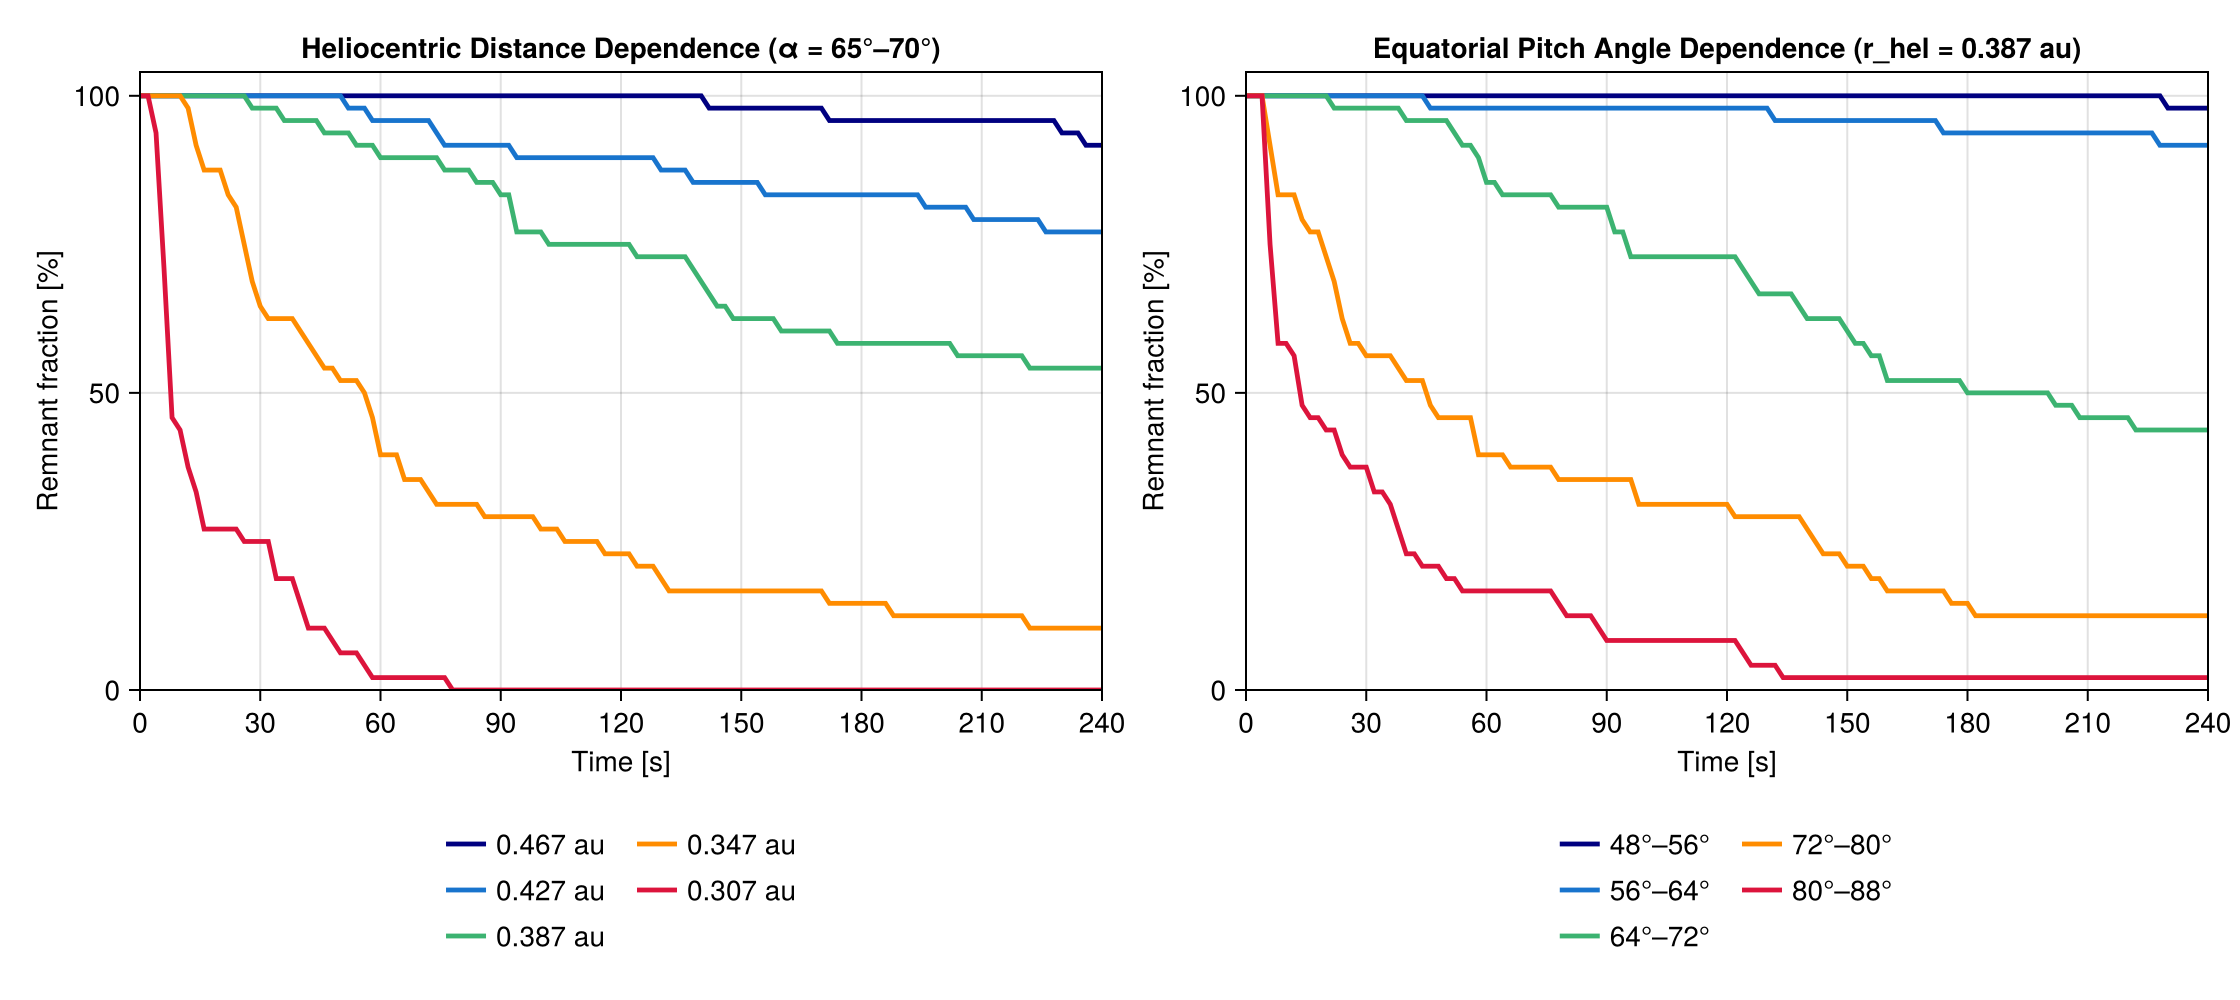 Heliocentric Distance Dependence (α = 65°–70°)
Remnant fraction [%]
100
50
0
0 30 60 90 120 150 180 210 240
Time [s]
0.467 au 0.347 au
0.427 au 0.307 au
0.387 au
Equatorial Pitch Angle Dependence (r_hel = 0.387 au)
Remnant fraction [%]
100
50
0
0 30 60 90 120 150 180 210 240
Time [s]
48°–56° 72°–80°
56°–64° 80°–88°
64°–72°